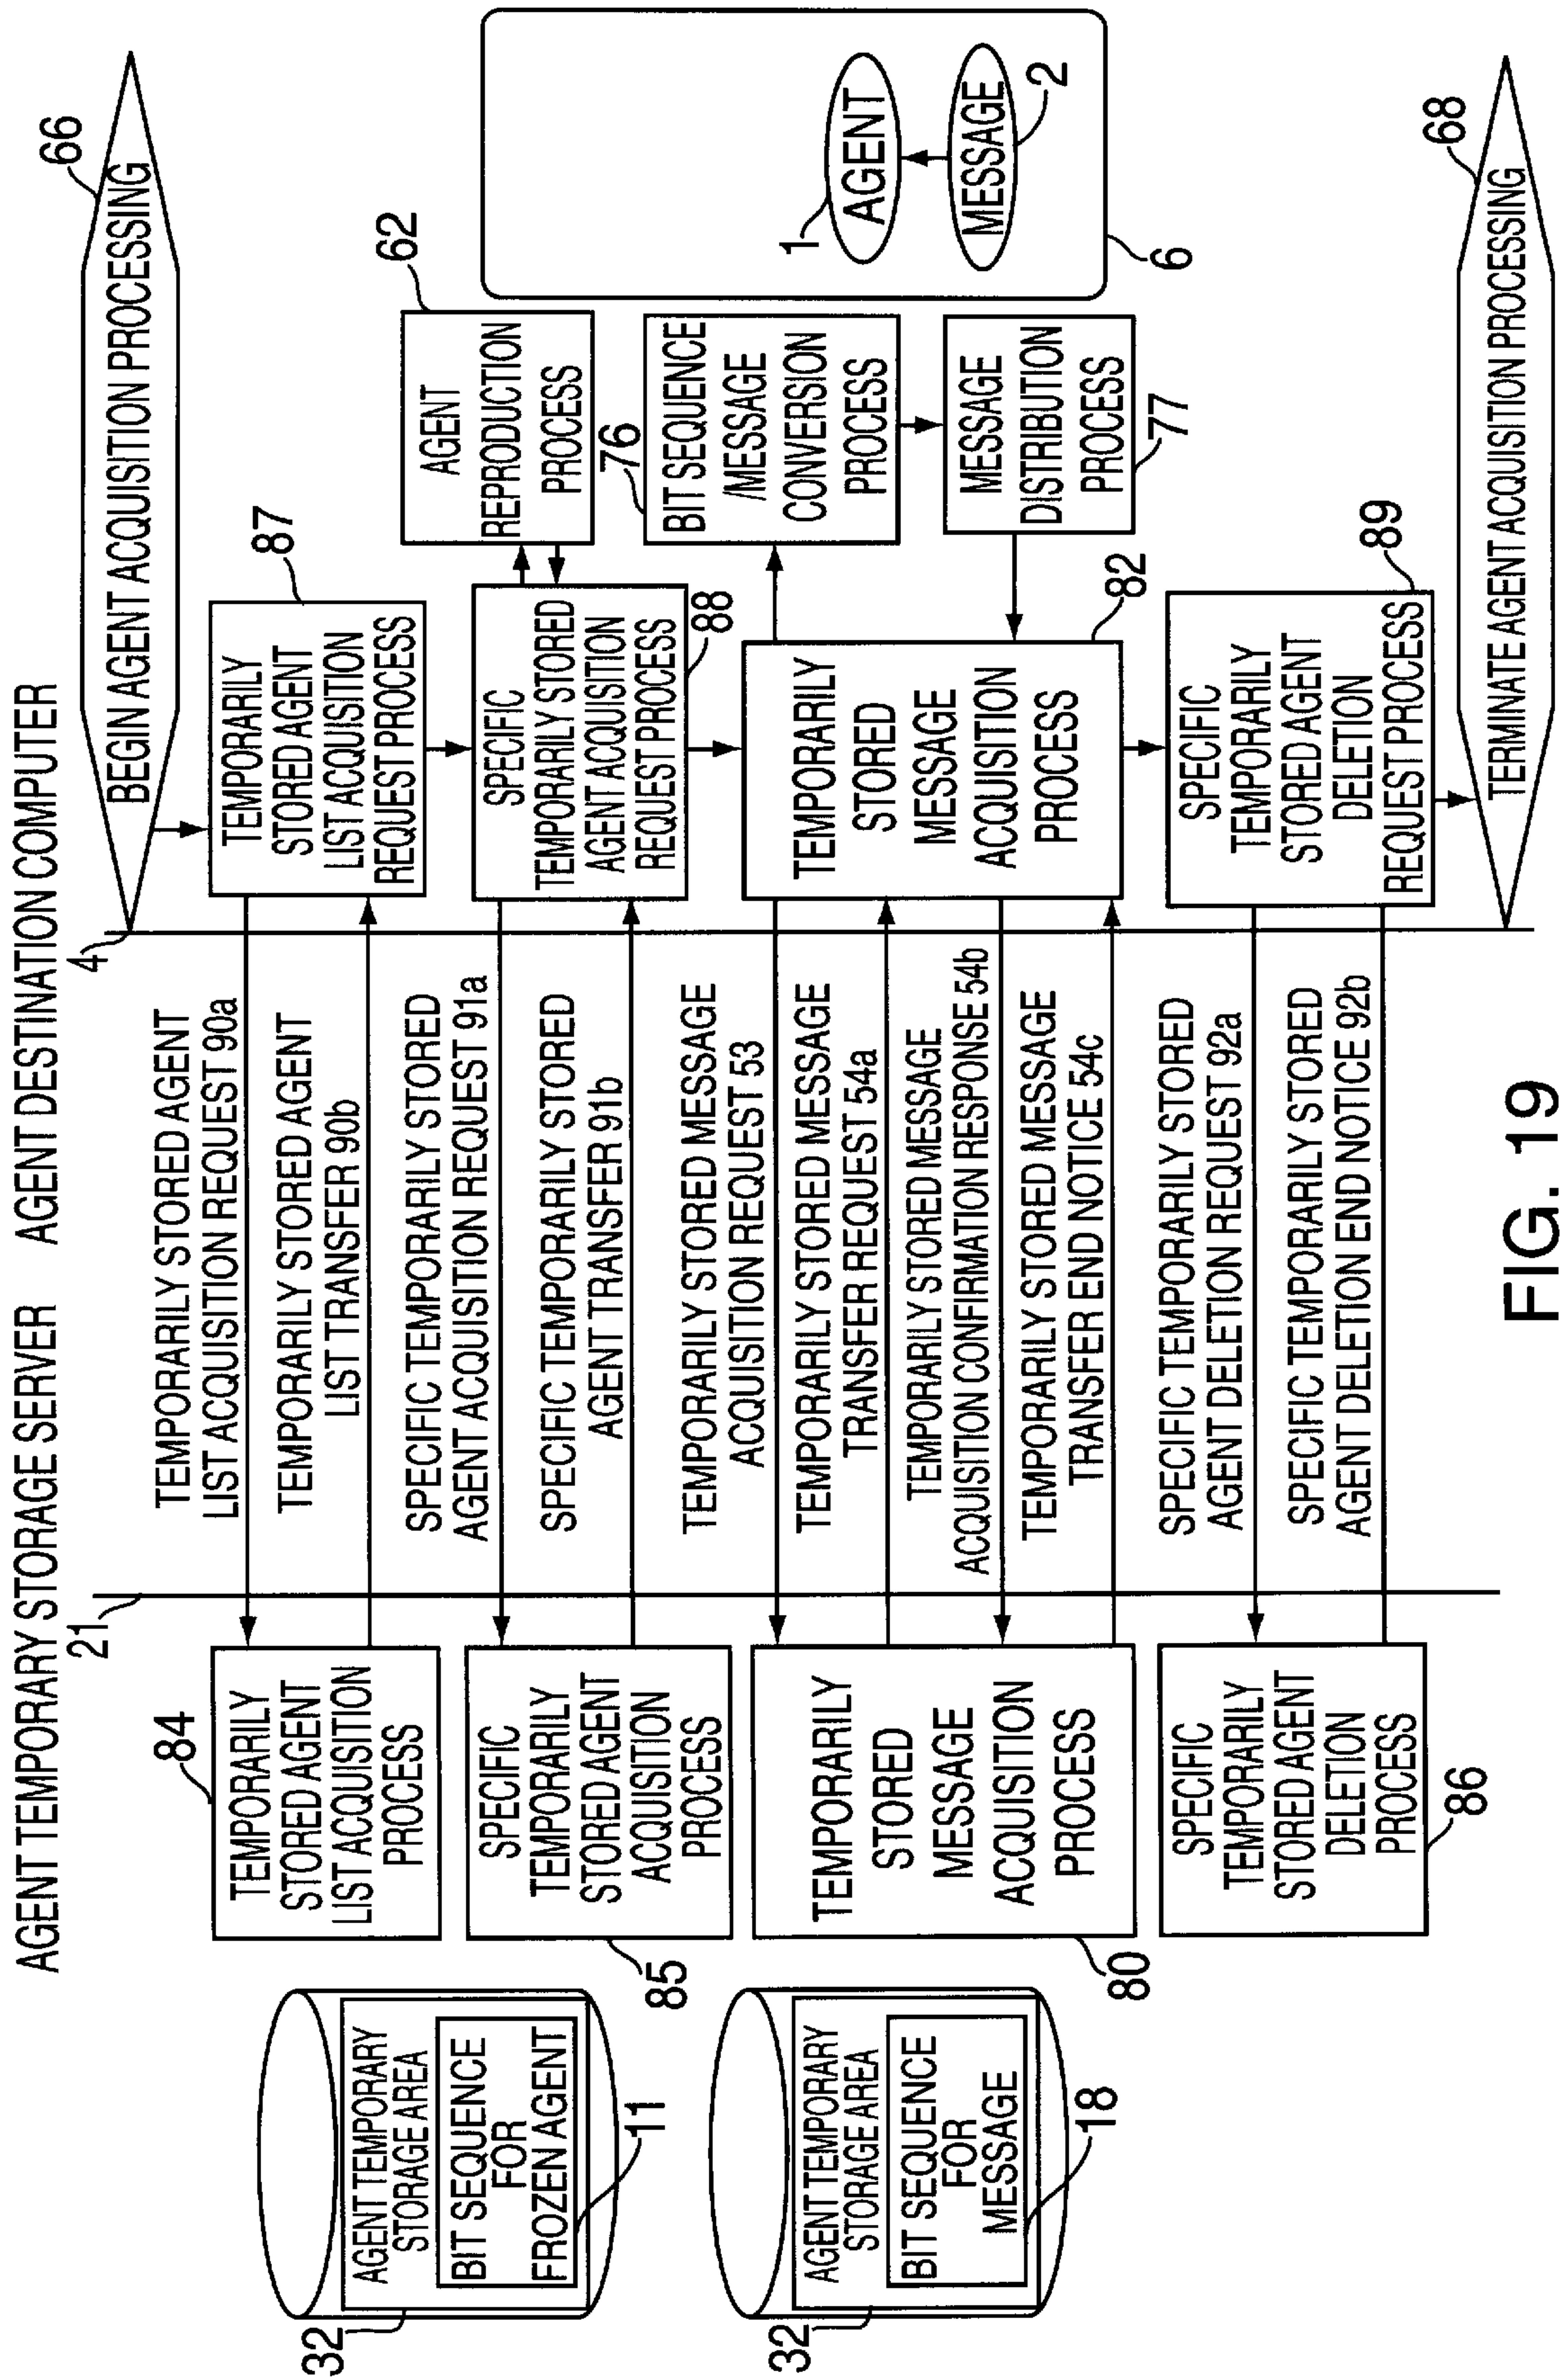 AGENT TEMPORARY STORAGE SERVER
AGENT DESTINATION COMPUTER
21
4
66
BEGIN AGENT ACQUISITION PROCESSING
32
AGENT TEMPORARY
STORAGE AREA
BIT SEQUENCE
FOR
FROZEN AGENT
11
84
TEMPORARILY
STORED AGENT
LIST ACQUISITION
PROCESS
TEMPORARILY STORED AGENT
LIST ACQUISITION REQUEST 90a
TEMPORARILY STORED AGENT
LIST TRANSFER 90b
87
TEMPORARILY
STORED AGENT
LIST ACQUISITION
REQUEST PROCESS
85
SPECIFIC
TEMPORARILY
STORED AGENT
ACQUISITION
PROCESS
SPECIFIC TEMPORARILY STORED
AGENT ACQUISITION REQUEST 91a
SPECIFIC TEMPORARILY STORED
AGENT TRANSFER 91b
SPECIFIC
TEMPORARILY STORED
AGENT ACQUISITION
REQUEST PROCESS
88
62
AGENT
REPRODUCTION
PROCESS
32
AGENT TEMPORARY
STORAGE AREA
BIT SEQUENCE
FOR
MESSAGE
18
TEMPORARILY
STORED
MESSAGE
ACQUISITION
PROCESS
80
TEMPORARILY STORED MESSAGE
ACQUISITION REQUEST 53
TEMPORARILY STORED MESSAGE
TRANSFER REQUEST 54a
TEMPORARILY STORED MESSAGE
ACQUISITION CONFIRMATION RESPONSE 54b
TEMPORARILY STORED MESSAGE
TRANSFER END NOTICE 54c
TEMPORARILY
STORED
MESSAGE
ACQUISITION
PROCESS
82
76
BIT SEQUENCE
/MESSAGE
CONVERSION
PROCESS
MESSAGE
DISTRIBUTION
PROCESS
77
1
AGENT
MESSAGE
2
6
SPECIFIC
TEMPORARILY
STORED AGENT
DELETION
PROCESS
86
SPECIFIC TEMPORARILY STORED
AGENT DELETION REQUEST 92a
SPECIFIC TEMPORARILY STORED
AGENT DELETION END NOTICE 92b
SPECIFIC
TEMPORARILY
STORED AGENT
DELETION
REQUEST PROCESS
89
68
TERMINATE AGENT ACQUISITION PROCESSING
FIG. 19